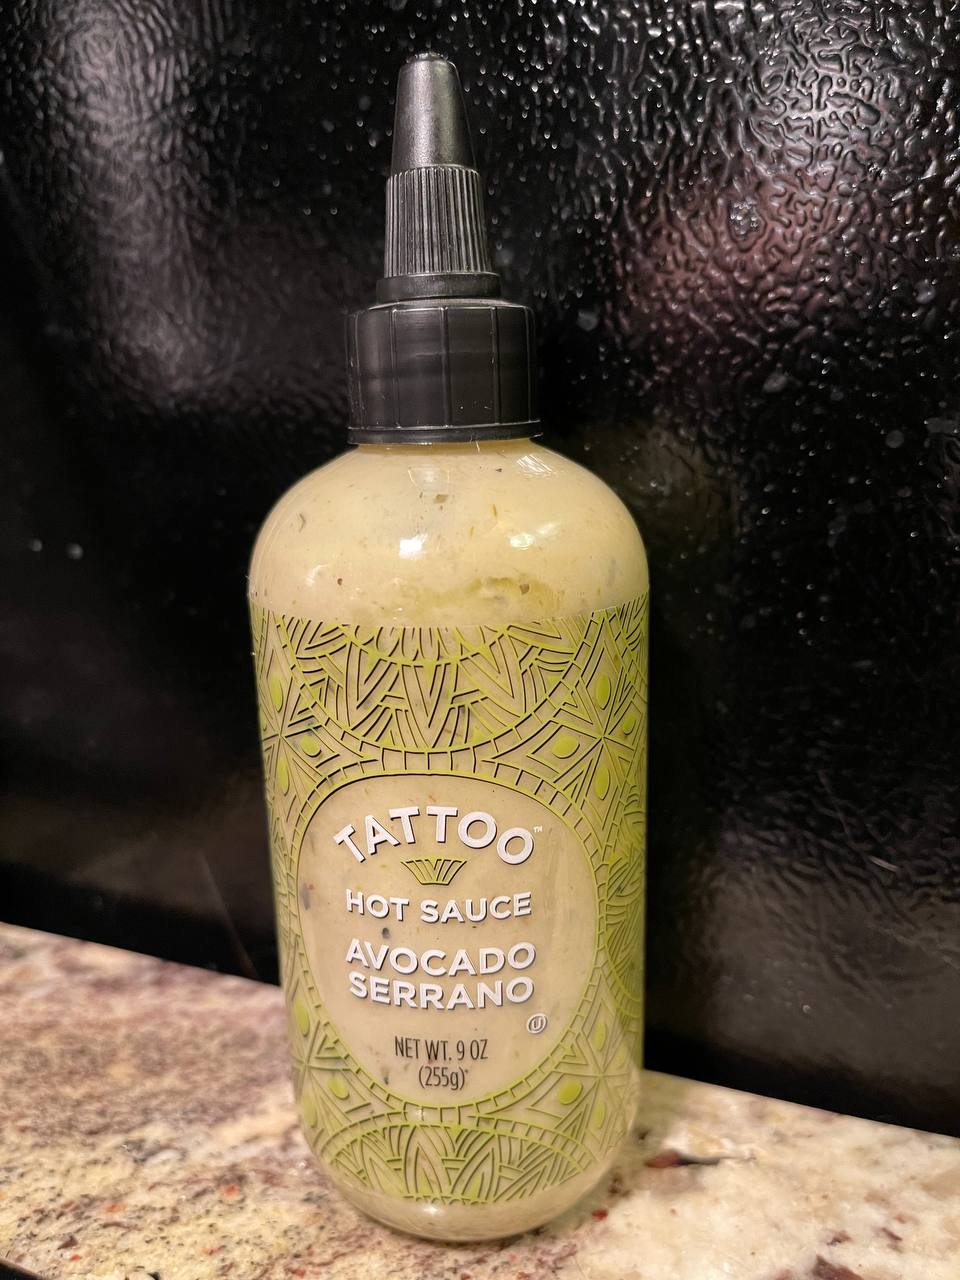 TATTOO™
HOT SAUCE
AVOCADO
SERRANO
U
NET WT. 9 OZ
(255g)